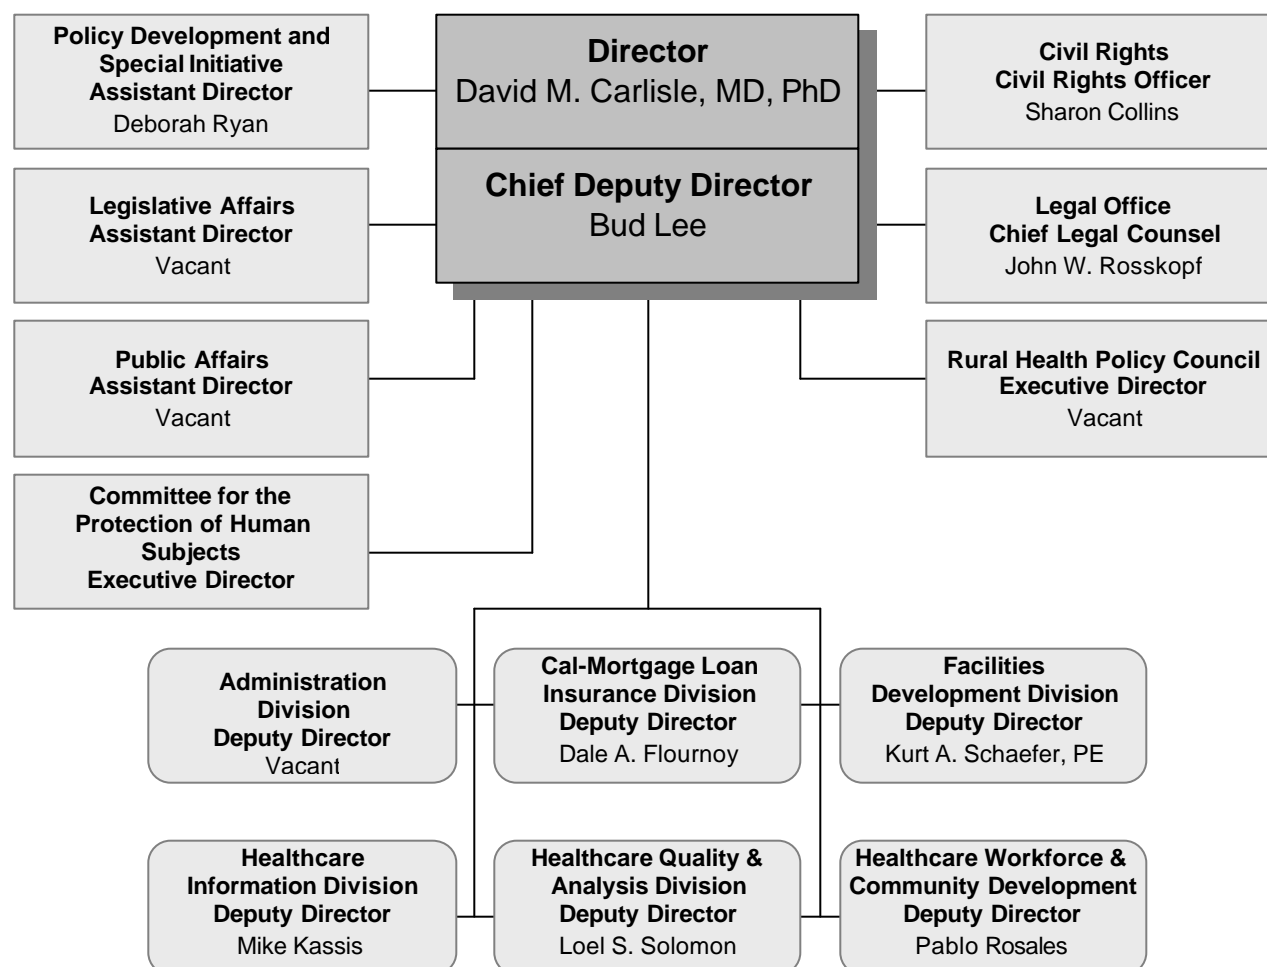 Policy Development and
Special Initiative
Assistant Director
Deborah Ryan
Director
David M. Carlisle, MD, PhD
Civil Rights
Civil Rights Officer
Sharon Collins
Legislative Affairs
Assistant Director
Vacant
Chief Deputy Director
Bud Lee
Legal Office
Chief Legal Counsel
John W. Rosskopf
Public Affairs
Assistant Director
Vacant
Rural Health Policy Council
Executive Director
Vacant
Committee for the
Protection of Human
Subjects
Executive Director
Administration
Division
Deputy Director
Vacant
Cal-Mortgage Loan
Insurance Division
Deputy Director
Dale A. Flournoy
Facilities
Development Division
Deputy Director
Kurt A. Schaefer, PE
Healthcare
Information Division
Deputy Director
Mike Kassis
Healthcare Quality &
Analysis Division
Deputy Director
Loel S. Solomon
Healthcare Workforce &
Community Development
Deputy Director
Pablo Rosales